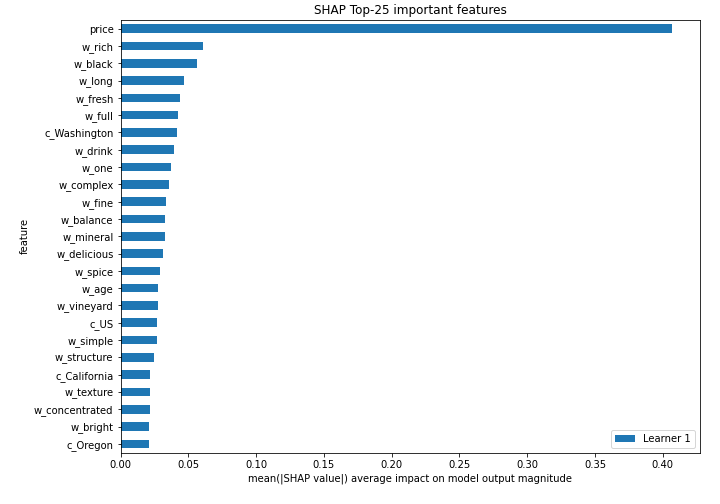 SHAP Top-25 important features
price
w_rich
w_black
w_long
w_fresh
w_full
c_Washington
w_drink
w_one
w_complex
w_fine
w_balance
w_mineral
w_delicious
w_spice
w_age
w_vineyard
c_US
w_simple
w_structure
c_California
w_texture
w_concentrated
w_bright
c_Oregon
feature
Learner 1
0.00 0.05 0.10 0.15 0.20 0.25 0.30 0.35 0.40
mean(|SHAP value|) average impact on model output magnitude